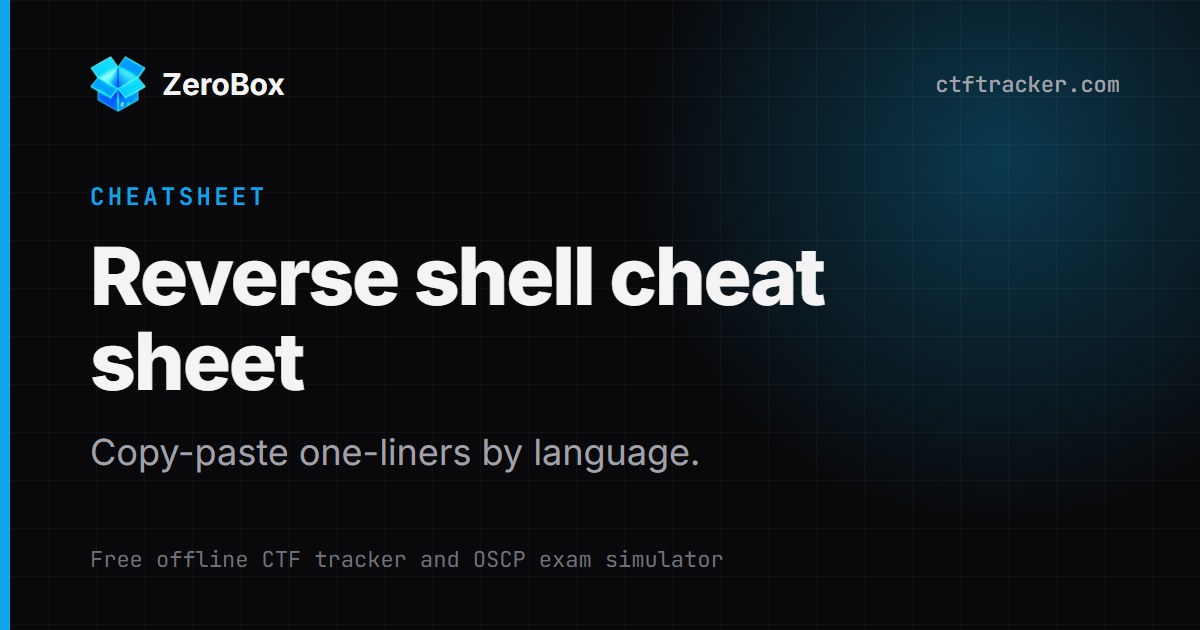 ZeroBox
ctftracker.com
CHEATSHEET
Reverse shell cheat
sheet
Copy-paste one-liners by language.
Free offline CTF tracker and OSCP exam simulator